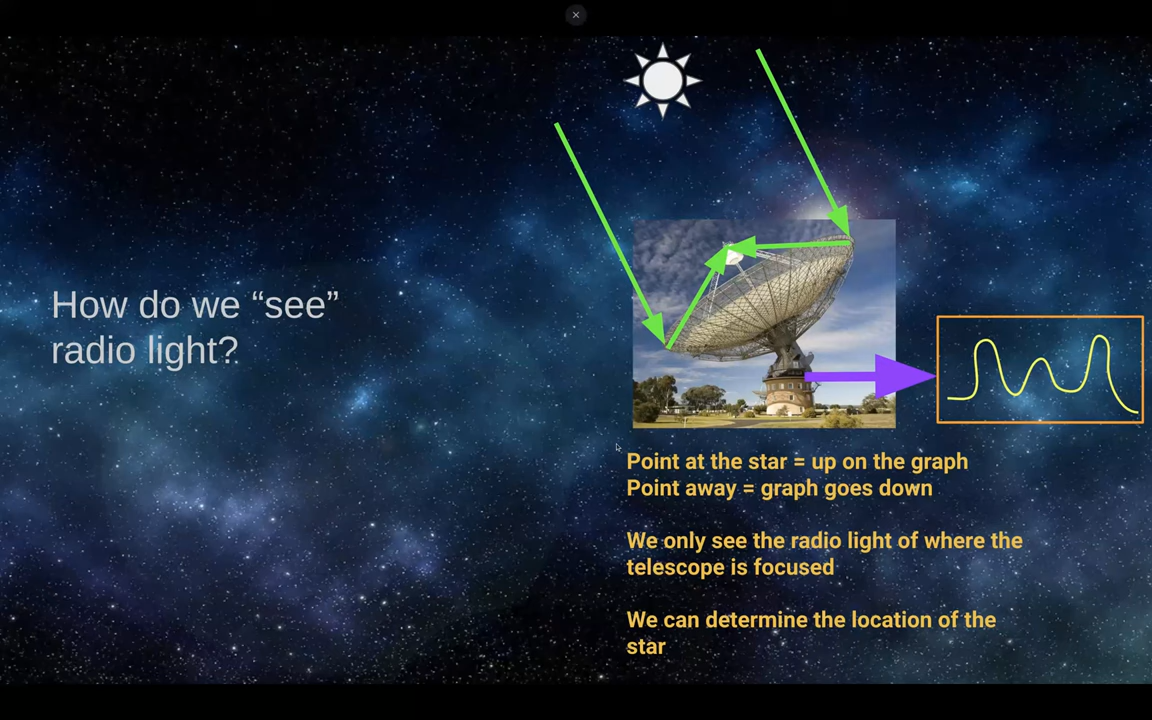 How do we “see”
radio light?
Point at the star = up on the graph
Point away = graph goes down
We only see the radio light of where the
telescope is focused
We can determine the location of the
star